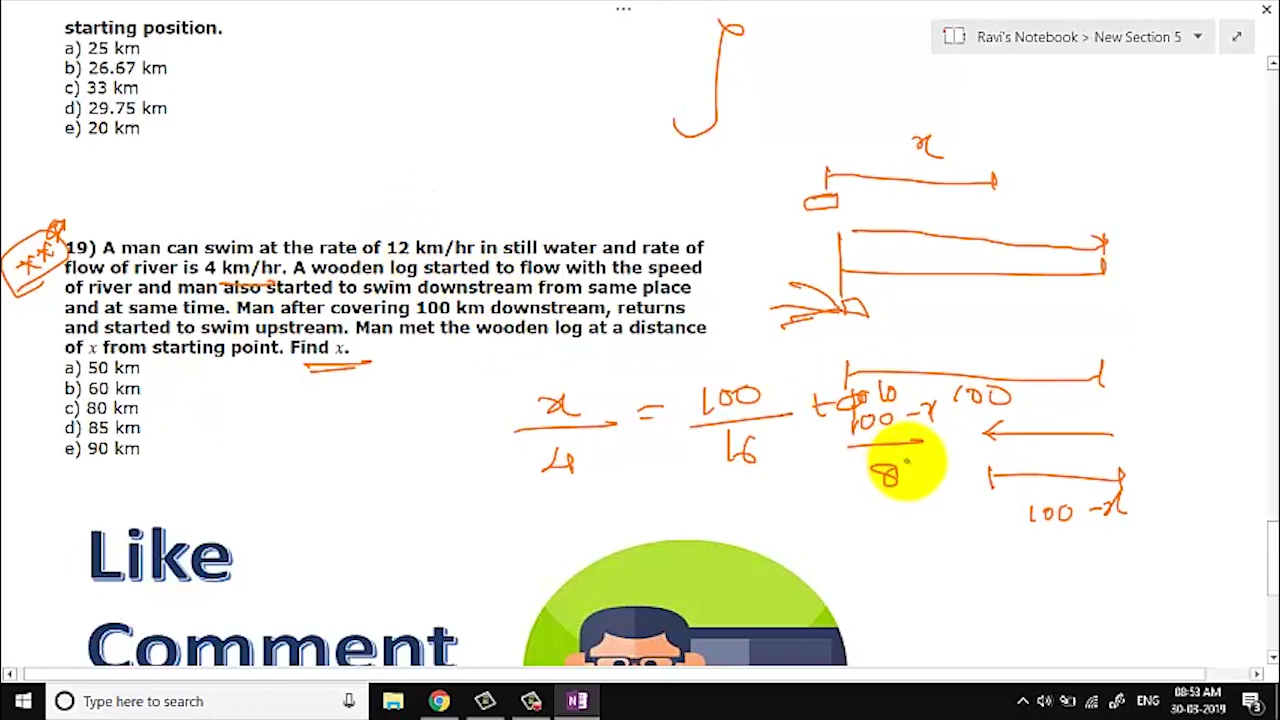 starting position.
a) 25 km
b) 26.67 km
c) 33 km
d) 29.75 km
e) 20 km
Ravi's Notebook > New Section 5
x
19) A man can swim at the rate of 12 km/hr in still water and rate of
flow of river is 4 km/hr. A wooden log started to flow with the speed
of river and man also started to swim downstream from same place
and at same time. Man after covering 100 km downstream, returns
and started to swim upstream. Man met the wooden log at a distance
of x from starting point. Find x.
a) 50 km
b) 60 km
c) 80 km
d) 85 km
e) 90 km
x/4 = 100/16 + 100-x/8
100
100-x
Like
Comment
Type here to search
ENG
08:53 AM
30-03-2019
3